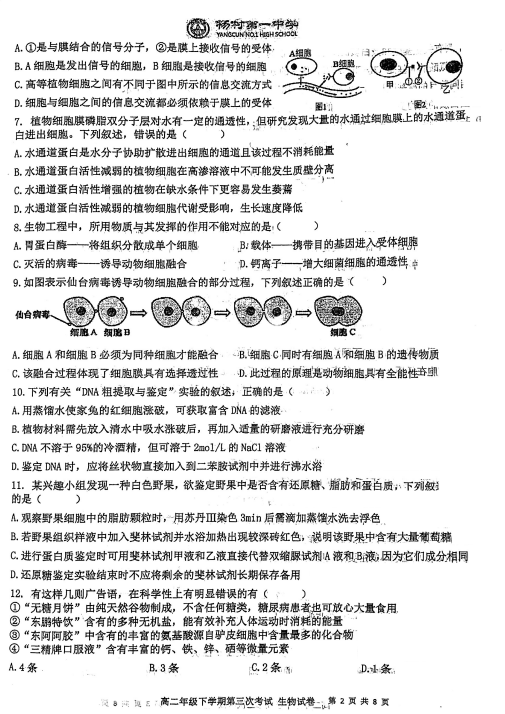 杨村第一中学
YANGCUN NO.1 HIGH SCHOOL
A.①是与膜结合的信号分子，②是膜上接收信号的受体
B.A细胞是发出信号的细胞，B细胞是接收信号的细胞
C.高等植物细胞之间有不同于图中所示的信息交流方式
D.细胞与细胞之间的信息交流都必须依赖于膜上的受体
A细胞
B细胞
图1
甲 ① ② 乙
图2
7. 植物细胞膜磷脂双分子层对水有一定的通透性，但研究发现大量的水通过细胞膜上的水通道蛋
白进出细胞。下列叙述，错误的是（ ）
A.水通道蛋白是水分子协助扩散进出细胞的通道且该过程不消耗能量
B.水通道蛋白活性减弱的植物细胞在高渗溶液中不可能发生质壁分离
C.水通道蛋白活性增强的植物在缺水条件下更容易发生萎蔫
D.水通道蛋白活性减弱的植物细胞代谢受影响，生长速度降低
8.生物工程中，所用物质与其发挥的作用不能对应的是（ ）
A.胃蛋白酶——将组织分散成单个细胞 B.载体——携带目的基因进入受体细胞
C.灭活的病毒——诱导动物细胞融合 D.钙离子——增大细菌细胞的通透性
9.如图表示仙台病毒诱导动物细胞融合的部分过程，下列叙述正确的是（ ）
仙台病毒
细胞A 细胞B 细胞C
A.细胞A和细胞B必须为同种细胞才能融合 B.细胞C同时有细胞A和细胞B的遗传物质
C.该融合过程体现了细胞膜具有选择透过性 D.此过程的原理是动物细胞具有全能性
10.下列有关“DNA粗提取与鉴定”实验的叙述，正确的是（ ）
A.用蒸馏水使家兔的红细胞涨破，可获取富含DNA的滤液
B.植物材料需先放入清水中吸水涨破后，再加入适量的研磨液进行充分研磨
C.DNA不溶于95%的冷酒精，但可溶于2mol/L的NaCl溶液
D.鉴定DNA时，应将丝状物直接加入到二苯胺试剂中并进行沸水浴
11. 某兴趣小组发现一种白色野果，欲鉴定野果中是否含有还原糖、脂肪和蛋白质，下列叙
的是（ ）
A.观察野果细胞中的脂肪颗粒时，用苏丹III染色3min后需滴加蒸馏水洗去浮色
B.若野果组织样液中加入斐林试剂并水浴加热出现较深砖红色，说明该野果中含有大量葡萄糖
C.进行蛋白质鉴定时可用斐林试剂甲液和乙液直接代替双缩脲试剂A液和B液，因为它们成分相同
D.还原糖鉴定实验结束时不应将剩余的斐林试剂长期保存备用
12. 有这样几则广告语，在科学性上有明显错误的有（ ）
①“无糖月饼”由纯天然谷物制成，不含任何糖类，糖尿病患者也可放心大量食用
②“东鹏特饮”含有的多种无机盐，能有效补充人体运动时消耗的能量
③“东阿阿胶”中含有的丰富的氨基酸源自驴皮细胞中含量最多的化合物
④“三精牌口服液”含有丰富的钙、铁、锌、硒等微量元素
A.4条 B.3条 C.2条 D.1条
高二年级下学期第三次考试 生物试卷 第2页共8页